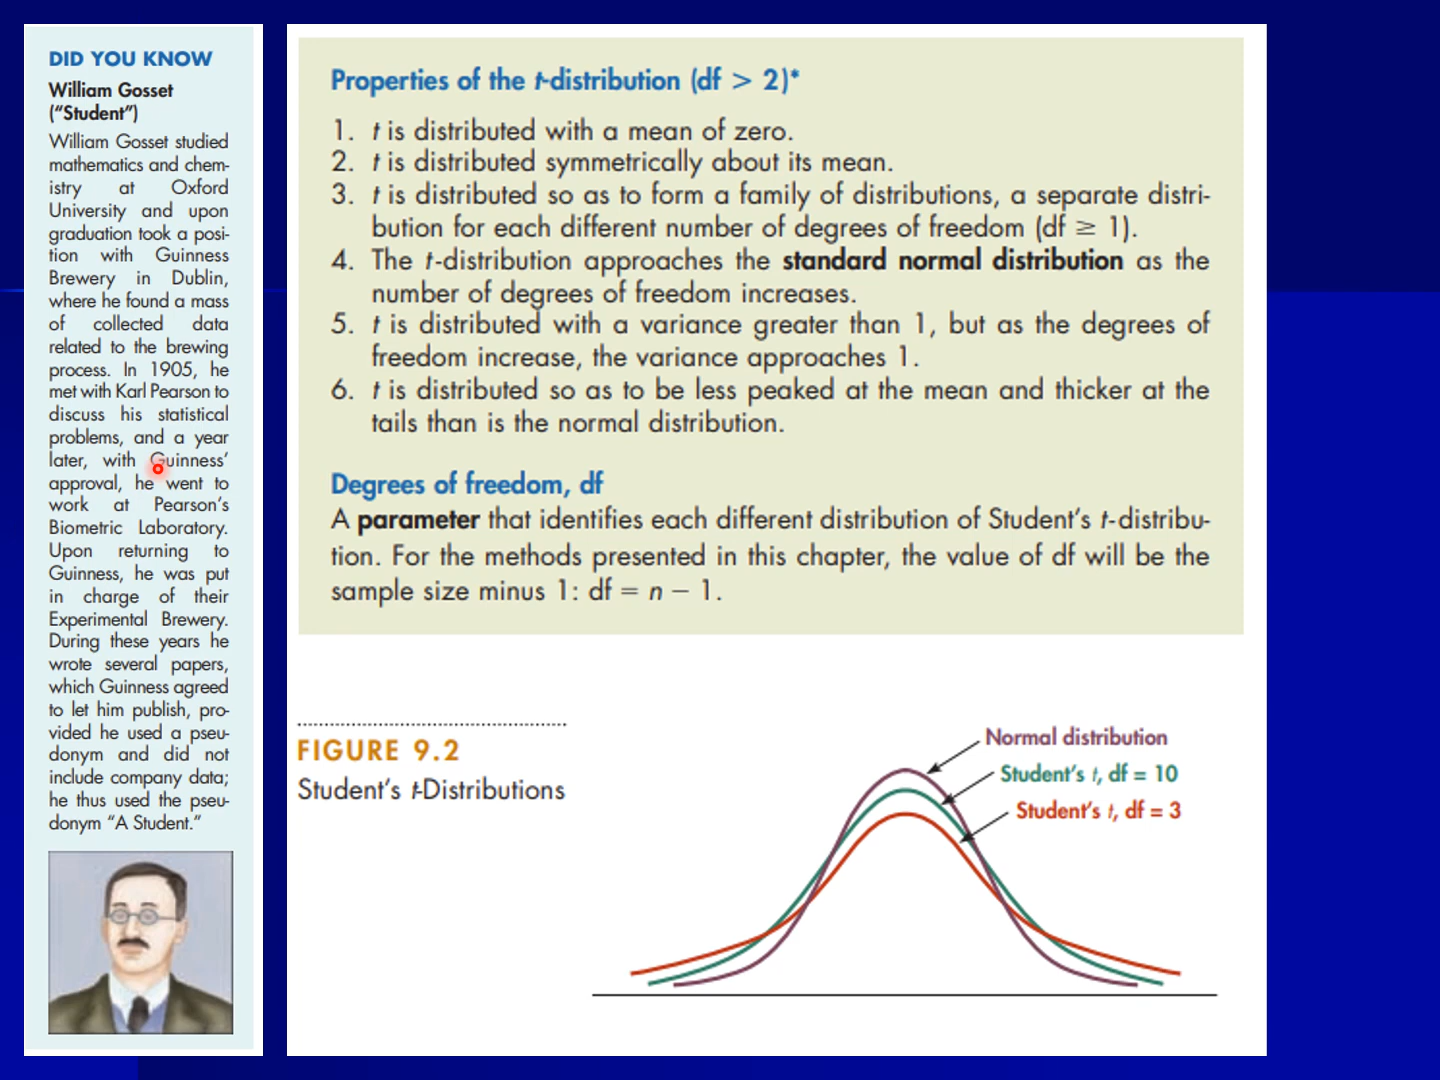 DID YOU KNOW
William Gosset
("Student")
William Gosset studied
mathematics and chem-
istry at Oxford
University and upon
graduation took a posi-
tion with Guinness
Brewery in Dublin,
where he found a mass
of collected data
related to the brewing
process. In 1905, he
met with Karl Pearson to
discuss his statistical
problems, and a year
later, with Guinness'
approval, he went to
work at Pearson's
Biometric Laboratory.
Upon returning to
Guinness, he was put
in charge of their
Experimental Brewery.
During these years he
wrote several papers,
which Guinness agreed
to let him publish, pro-
vided he used a pseu-
donym and did not
include company data;
he thus used the pseu-
donym "A Student."
Properties of the t-distribution (df > 2)*
1. t is distributed with a mean of zero.
2. t is distributed symmetrically about its mean.
3. t is distributed so as to form a family of distributions, a separate distri-
bution for each different number of degrees of freedom (df ≥ 1).
4. The t-distribution approaches the standard normal distribution as the
number of degrees of freedom increases.
5. t is distributed with a variance greater than 1, but as the degrees of
freedom increase, the variance approaches 1.
6. t is distributed so as to be less peaked at the mean and thicker at the
tails than is the normal distribution.
Degrees of freedom, df
A parameter that identifies each different distribution of Student's t-distribu-
tion. For the methods presented in this chapter, the value of df will be the
sample size minus 1: df = n − 1.
FIGURE 9.2
Student's t-Distributions
Normal distribution
Student's t, df = 10
Student's t, df = 3